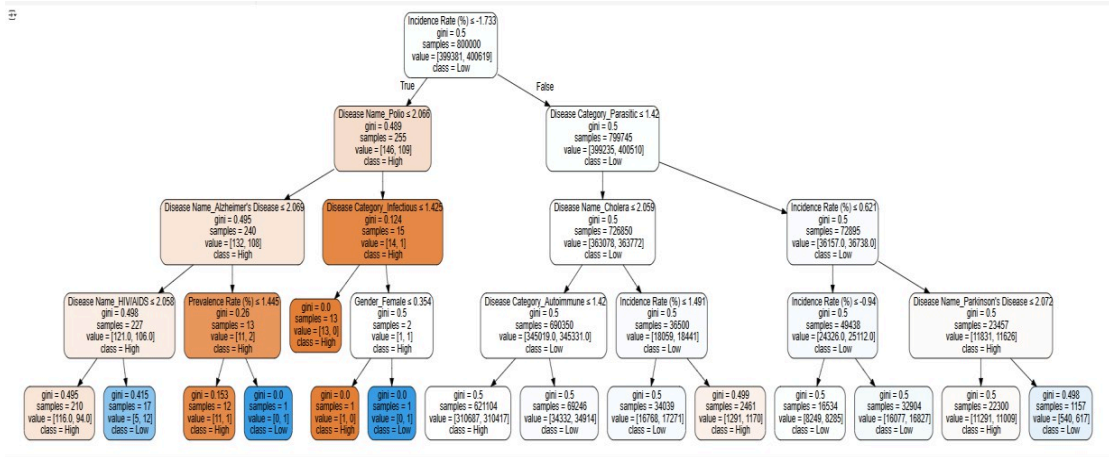 Incidence Rate (%) ≤ -1.733
gini = 0.5
samples = 800000
value = [399381, 400619]
class = Low
True
False
Disease Name_Polio ≤ 2.066
gini = 0.489
samples = 255
value = [146, 109]
class = High
Disease Category_Parasitic ≤ 1.42
gini = 0.5
samples = 799745
value = [399235, 400510]
class = Low
Disease Name_Alzheimer's Disease ≤ 2.069
gini = 0.495
samples = 240
value = [132, 108]
class = High
Disease Category_Infectious ≤ 1.425
gini = 0.124
samples = 15
value = [14, 1]
class = High
Disease Name_Cholera ≤ 2.059
gini = 0.5
samples = 726850
value = [363078, 363772]
class = Low
Incidence Rate (%) ≤ 0.621
gini = 0.5
samples = 72895
value = [36157.0, 36738.0]
class = Low
Disease Name_HIV/AIDS ≤ 2.058
gini = 0.498
samples = 227
value = [121.0, 106.0]
class = High
Prevalence Rate (%) ≤ 1.445
gini = 0.26
samples = 13
value = [11, 2]
class = High
gini = 0.0
samples = 13
value = [13, 0]
class = High
Gender_Female ≤ 0.354
gini = 0.5
samples = 2
value = [1, 1]
class = High
Disease Category_Autoimmune ≤ 1.42
gini = 0.5
samples = 690350
value = [345019.0, 345331.0]
class = Low
Incidence Rate (%) ≤ 1.491
gini = 0.5
samples = 36500
value = [18059, 18441]
class = Low
Incidence Rate (%) ≤ -0.94
gini = 0.5
samples = 49438
value = [24326.0, 25112.0]
class = Low
Disease Name_Parkinson's Disease ≤ 2.072
gini = 0.5
samples = 23457
value = [11831, 11626]
class = High
gini = 0.495
samples = 210
value = [116.0, 94.0]
class = High
gini = 0.415
samples = 17
value = [5, 12]
class = Low
gini = 0.153
samples = 12
value = [11, 1]
class = High
gini = 0.0
samples = 1
value = [0, 1]
class = Low
gini = 0.0
samples = 1
value = [1, 0]
class = High
gini = 0.0
samples = 1
value = [0, 1]
class = Low
gini = 0.5
samples = 621104
value = [310687, 310417]
class = High
gini = 0.5
samples = 69246
value = [34332, 34914]
class = Low
gini = 0.5
samples = 34039
value = [16768, 17271]
class = Low
gini = 0.499
samples = 2461
value = [1291, 1170]
class = High
gini = 0.5
samples = 16534
value = [8249, 8285]
class = Low
gini = 0.5
samples = 32904
value = [16077, 16827]
class = Low
gini = 0.5
samples = 22300
value = [11291, 11009]
class = High
gini = 0.498
samples = 1157
value = [540, 617]
class = Low